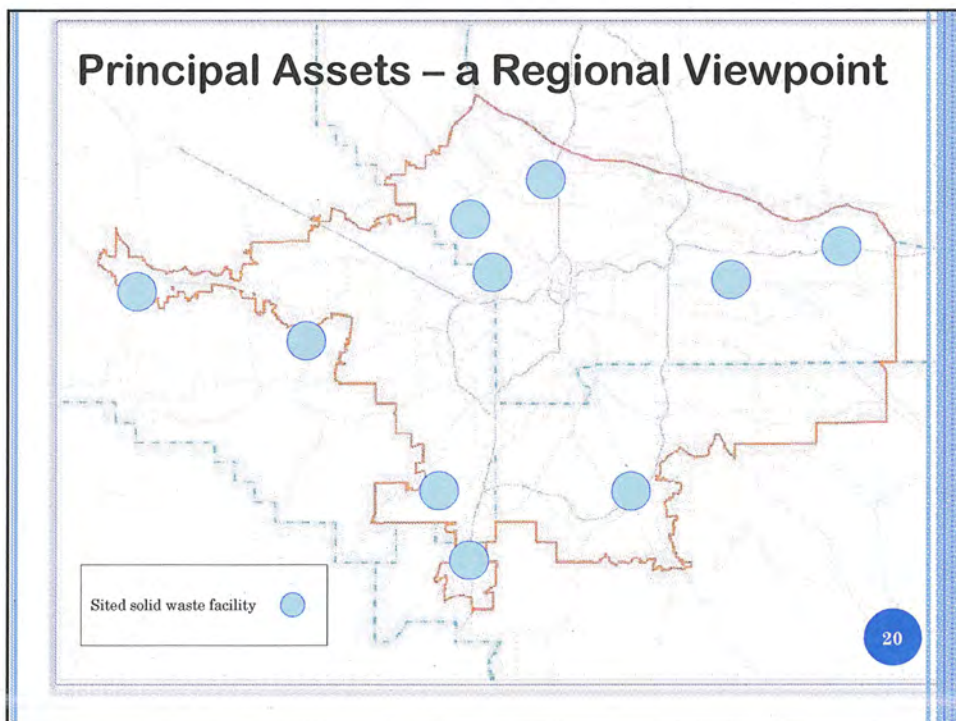 Principal Assets – a Regional Viewpoint
Sited solid waste facility
20